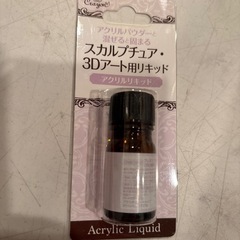 アクリルパウダーと
混ぜると固まる
スカルプチュア・
3Dアート用リキッド
アクリルリキッド
Acrylic Liquid